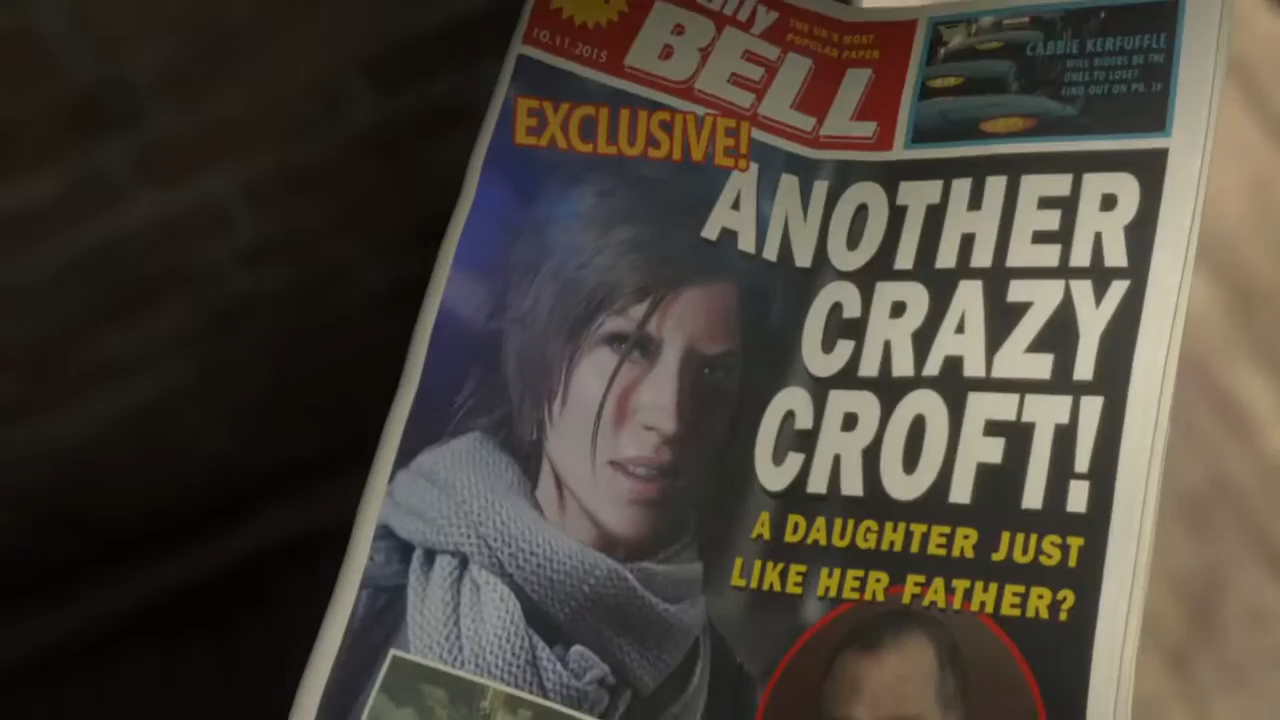 BELL
THE UK'S MOST
POPULAR PAPER
10.11.2015
CABBIE KERFUFFLE
WILL RIDERS BE THE
ONES TO LOSE?
FIND OUT ON PG. 18
EXCLUSIVE!
ANOTHER
CRAZY
CROFT!
A DAUGHTER JUST
LIKE HER FATHER?